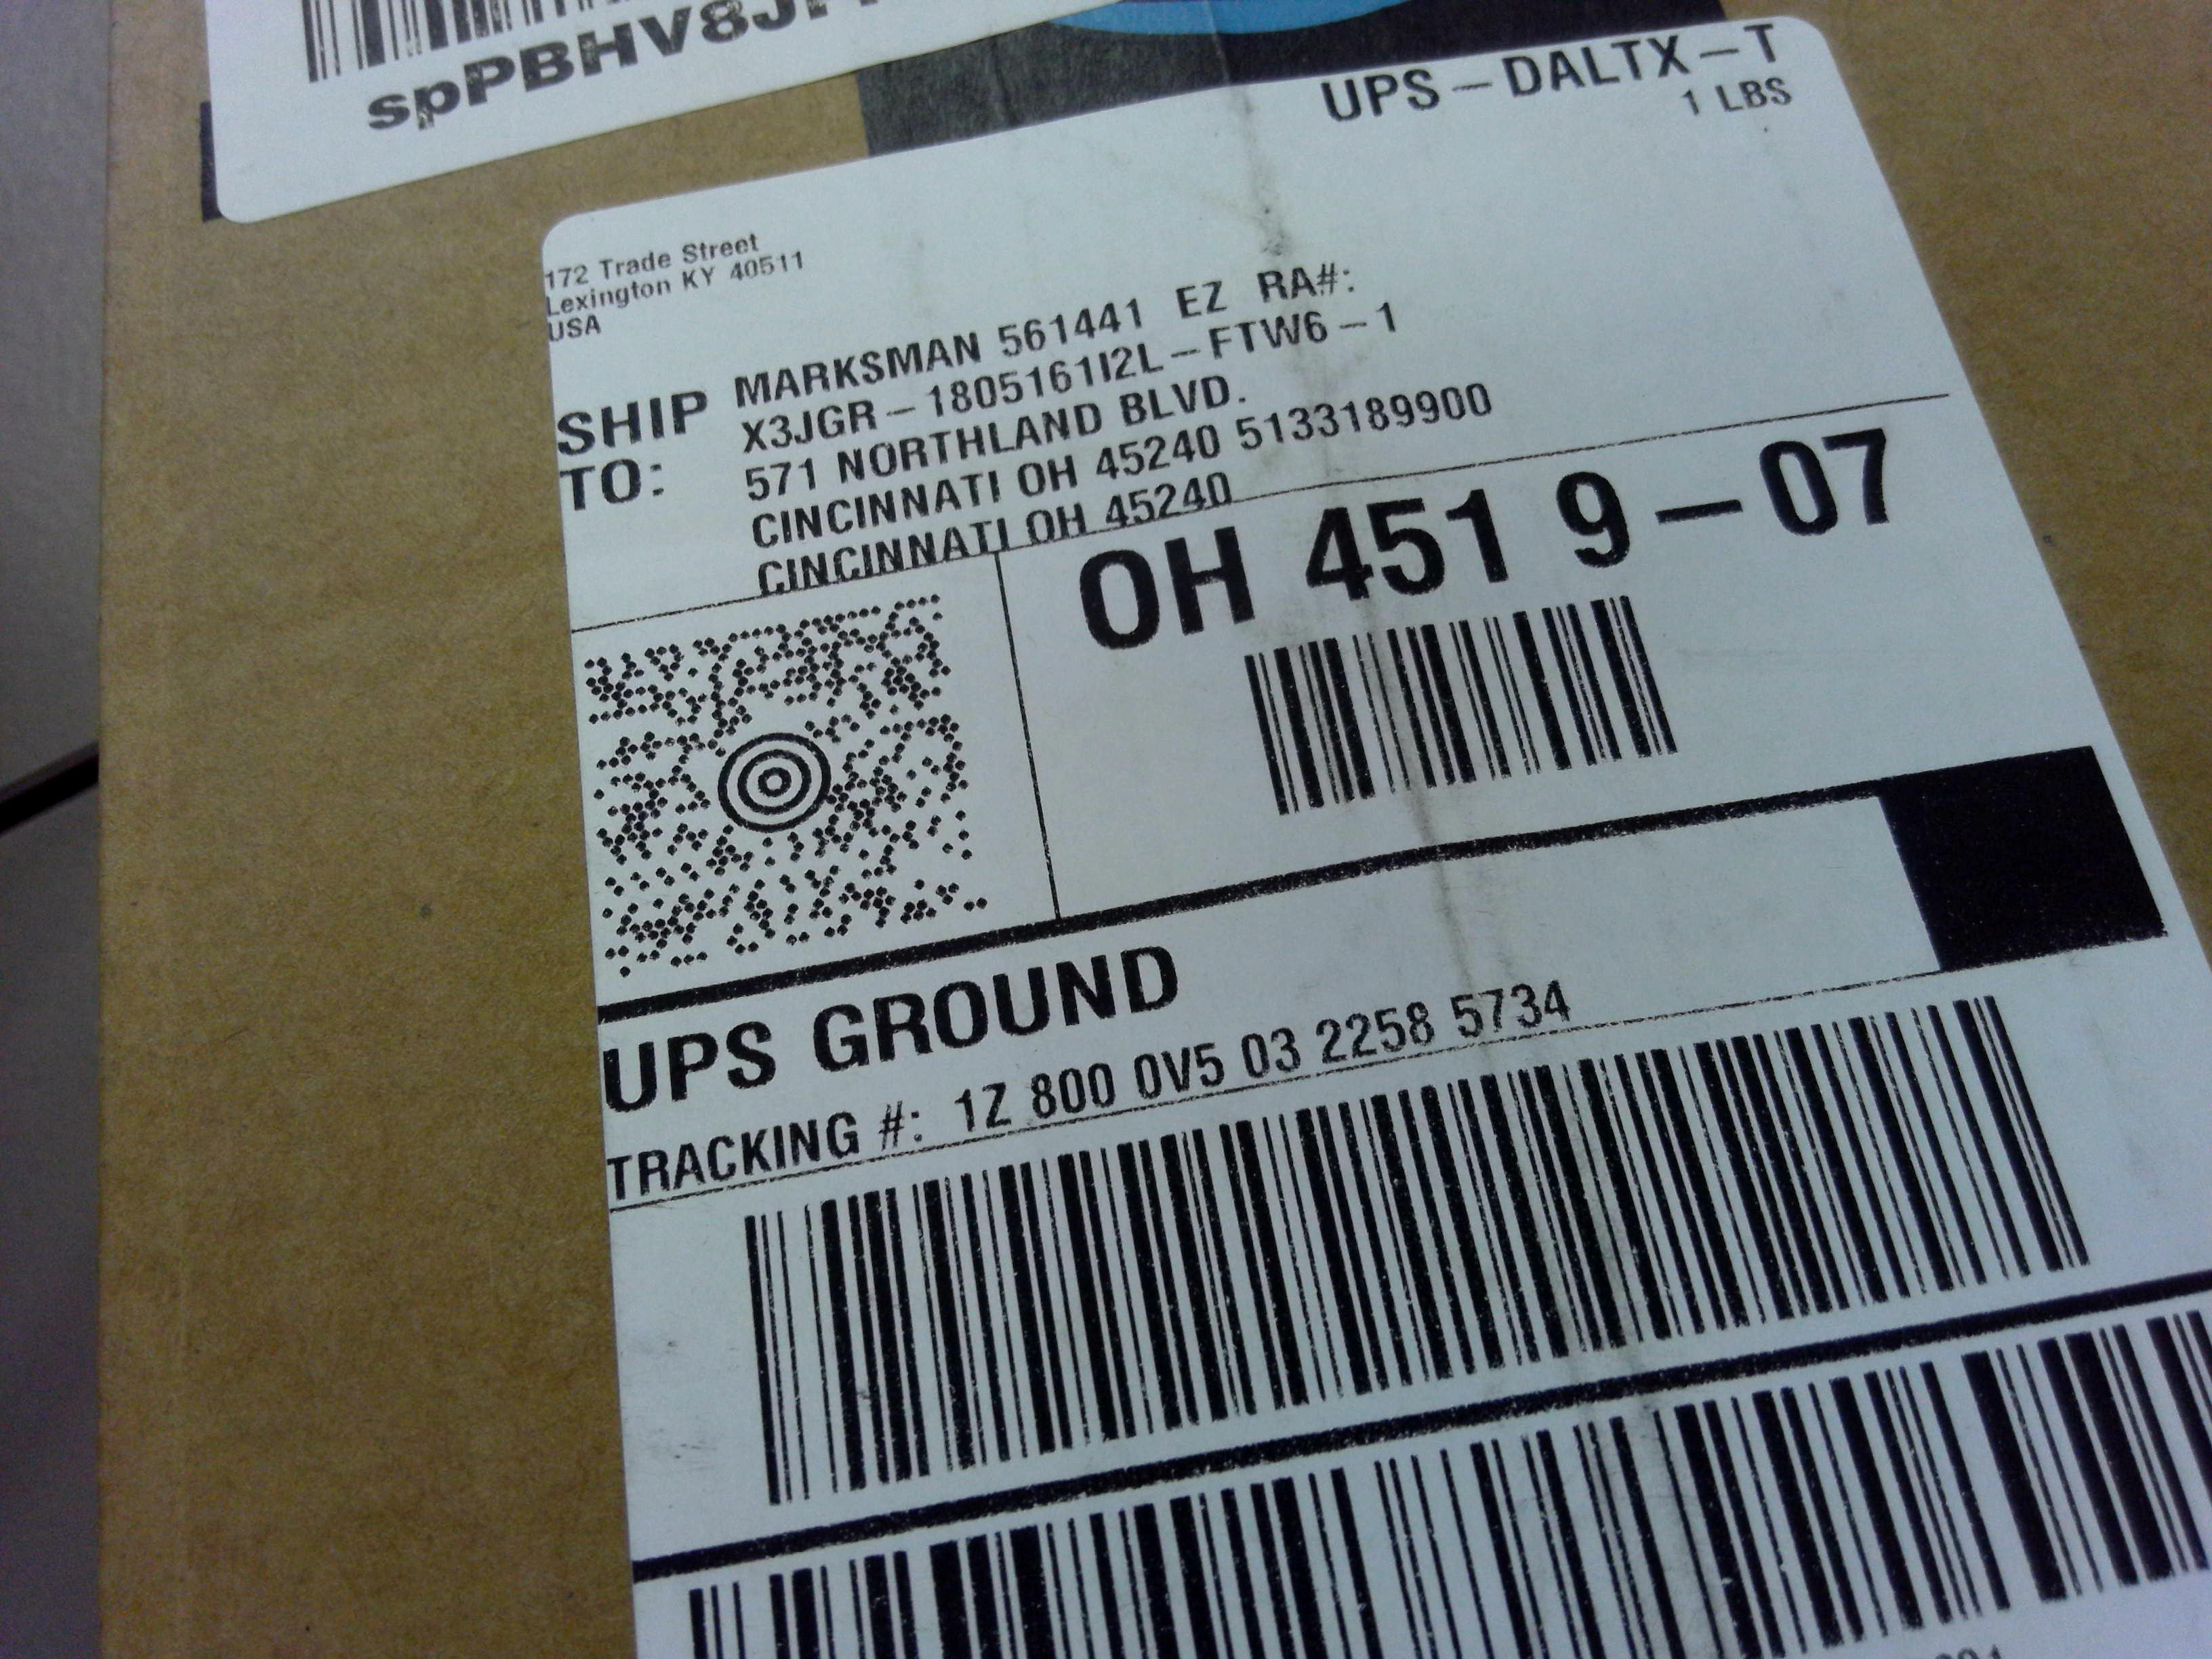 UPS – DALTX – T
1 LBS
172 Trade Street
Lexington KY 40511
USA
SHIP TO:
MARKSMAN 561441 EZ RA#:
X3JGR – 1805161I2L – FTW6 – 1
571 NORTHLAND BLVD.
CINCINNATI OH 45240 5133189900
CINCINNATI OH 45240
OH 451 9 – 07
UPS GROUND
TRACKING #: 1Z 800 0V5 03 2258 5734